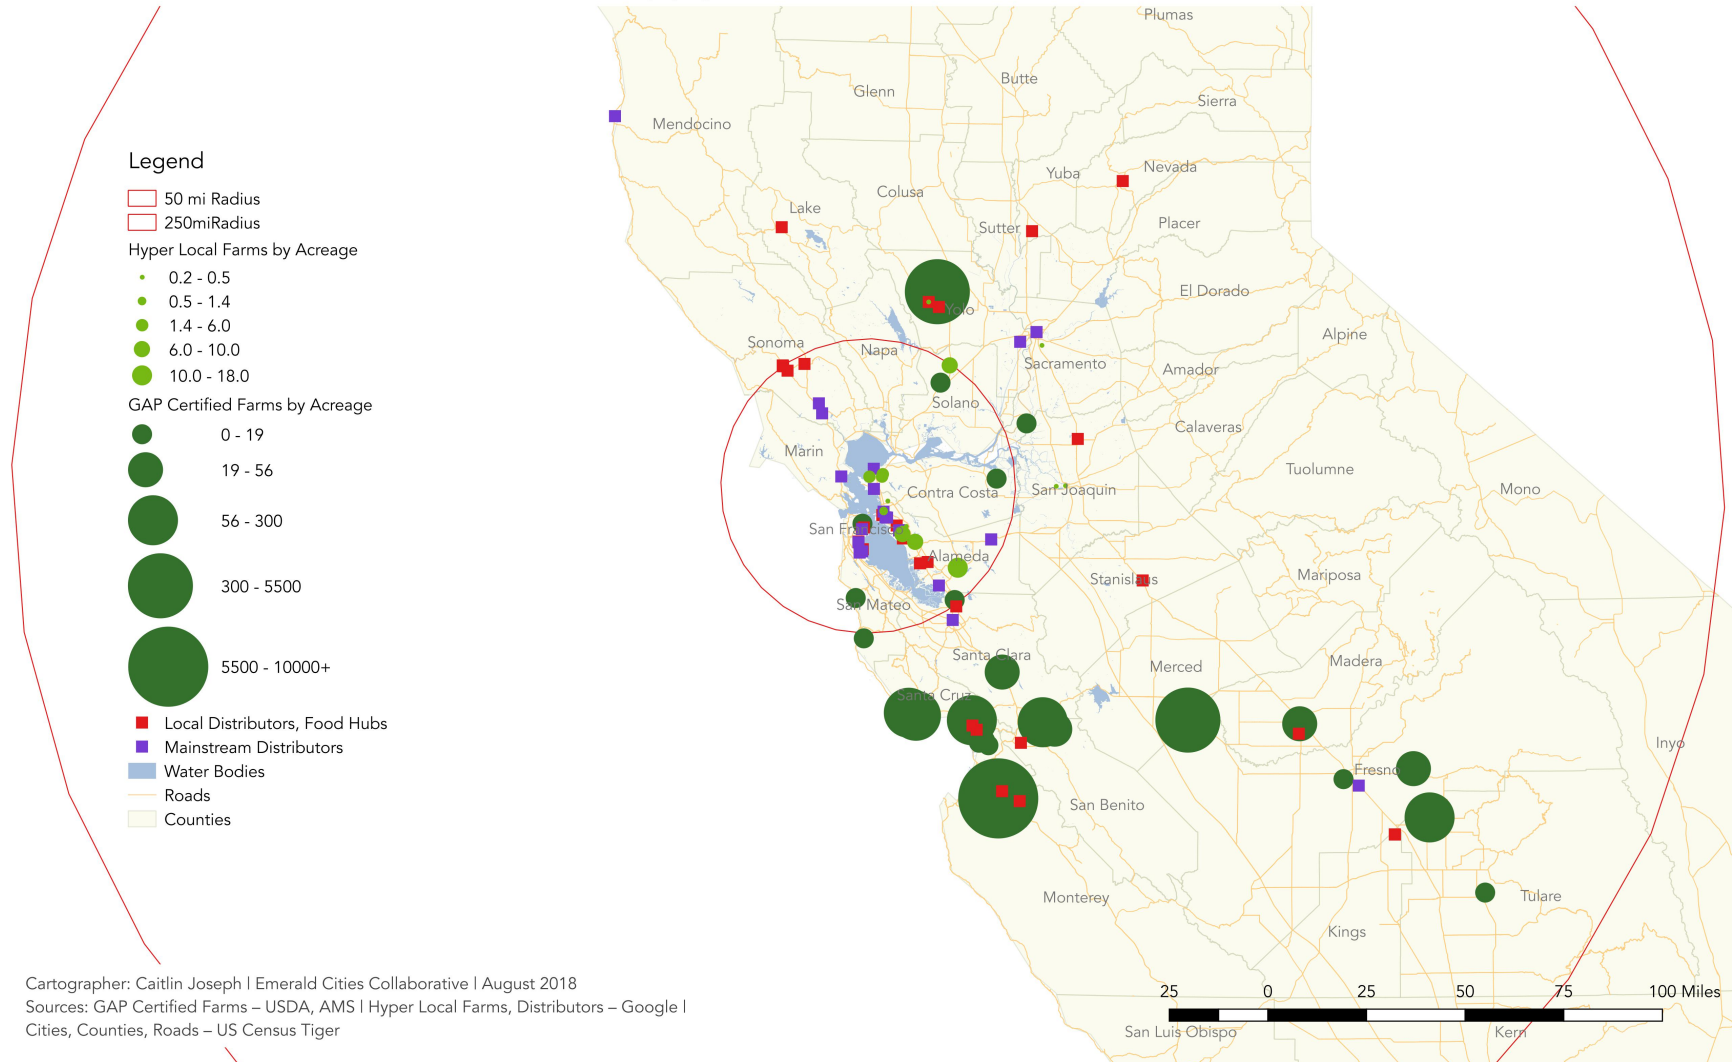 Plumas
Butte
Glenn
Sierra
Mendocino
Legend
50 mi Radius
250miRadius
Hyper Local Farms by Acreage
0.2 - 0.5
0.5 - 1.4
1.4 - 6.0
6.0 - 10.0
10.0 - 18.0
GAP Certified Farms by Acreage
0 - 19
19 - 56
56 - 300
300 - 5500
5500 - 10000+
Local Distributors, Food Hubs
Mainstream Distributors
Water Bodies
Roads
Counties
Yuba
Nevada
Colusa
Lake
Sutter
Placer
El Dorado
Yolo
Alpine
Sonoma
Napa
Sacramento
Amador
Solano
Calaveras
Marin
Tuolumne
Contra Costa
San Joaquin
Mono
San Francisco
Alameda
Stanislaus
Mariposa
San Mateo
Santa Clara
Merced
Madera
Santa Cruz
Inyo
Fresno
San Benito
Monterey
Tulare
Kings
25 0 25 50 75 100 Miles
San Luis Obispo
Kern
Cartographer: Caitlin Joseph | Emerald Cities Collaborative | August 2018
Sources: GAP Certified Farms – USDA, AMS | Hyper Local Farms, Distributors – Google |
Cities, Counties, Roads – US Census Tiger